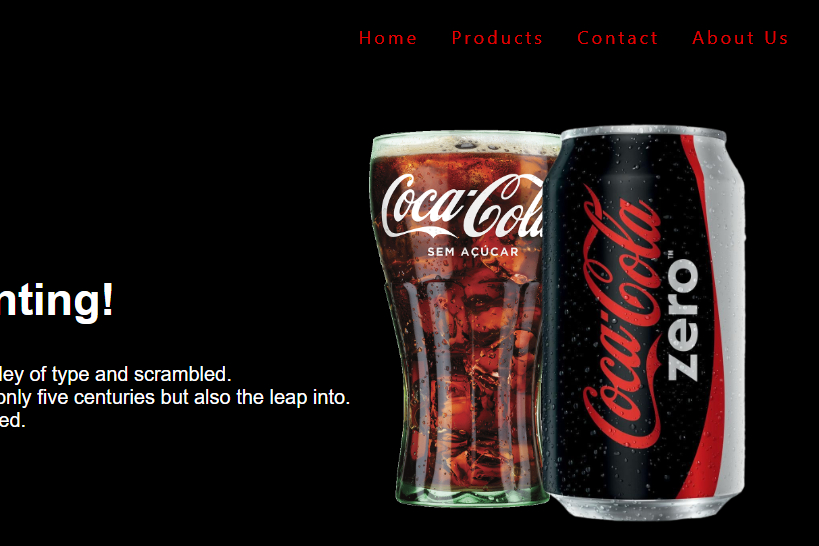 Home Products Contact About Us
Coca-Cola
SEM AÇÚCAR
Coca-Cola zero™
nting!
ley of type and scrambled.
only five centuries but also the leap into.
ed.